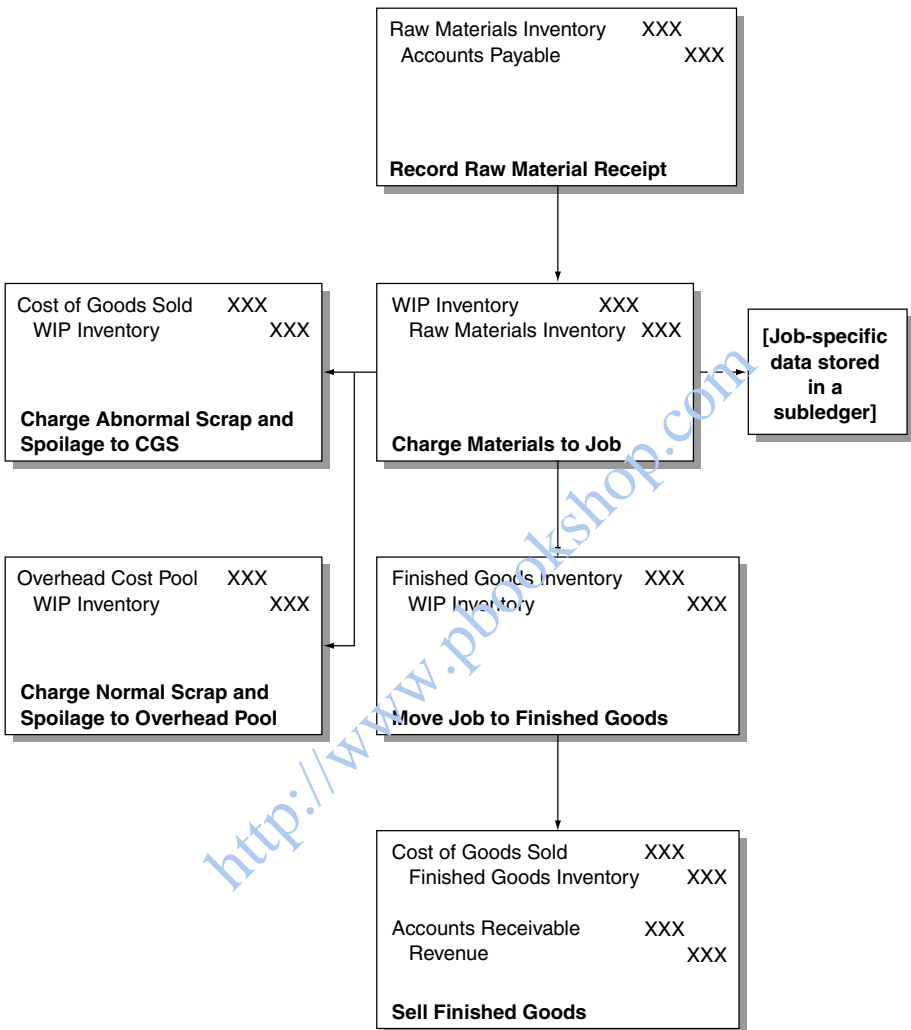 Raw Materials Inventory XXX
Accounts Payable XXX
Record Raw Material Receipt
Cost of Goods Sold XXX
WIP Inventory XXX
Charge Abnormal Scrap and
Spoilage to CGS
WIP Inventory XXX
Raw Materials Inventory XXX
Charge Materials to Job
[Job-specific
data stored
in a
subledger]
Overhead Cost Pool XXX
WIP Inventory XXX
Charge Normal Scrap and
Spoilage to Overhead Pool
Finished Goods Inventory XXX
WIP Inventory XXX
Move Job to Finished Goods
Cost of Goods Sold XXX
Finished Goods Inventory XXX
Accounts Receivable XXX
Revenue XXX
Sell Finished Goods
http://www.pbookshop.com